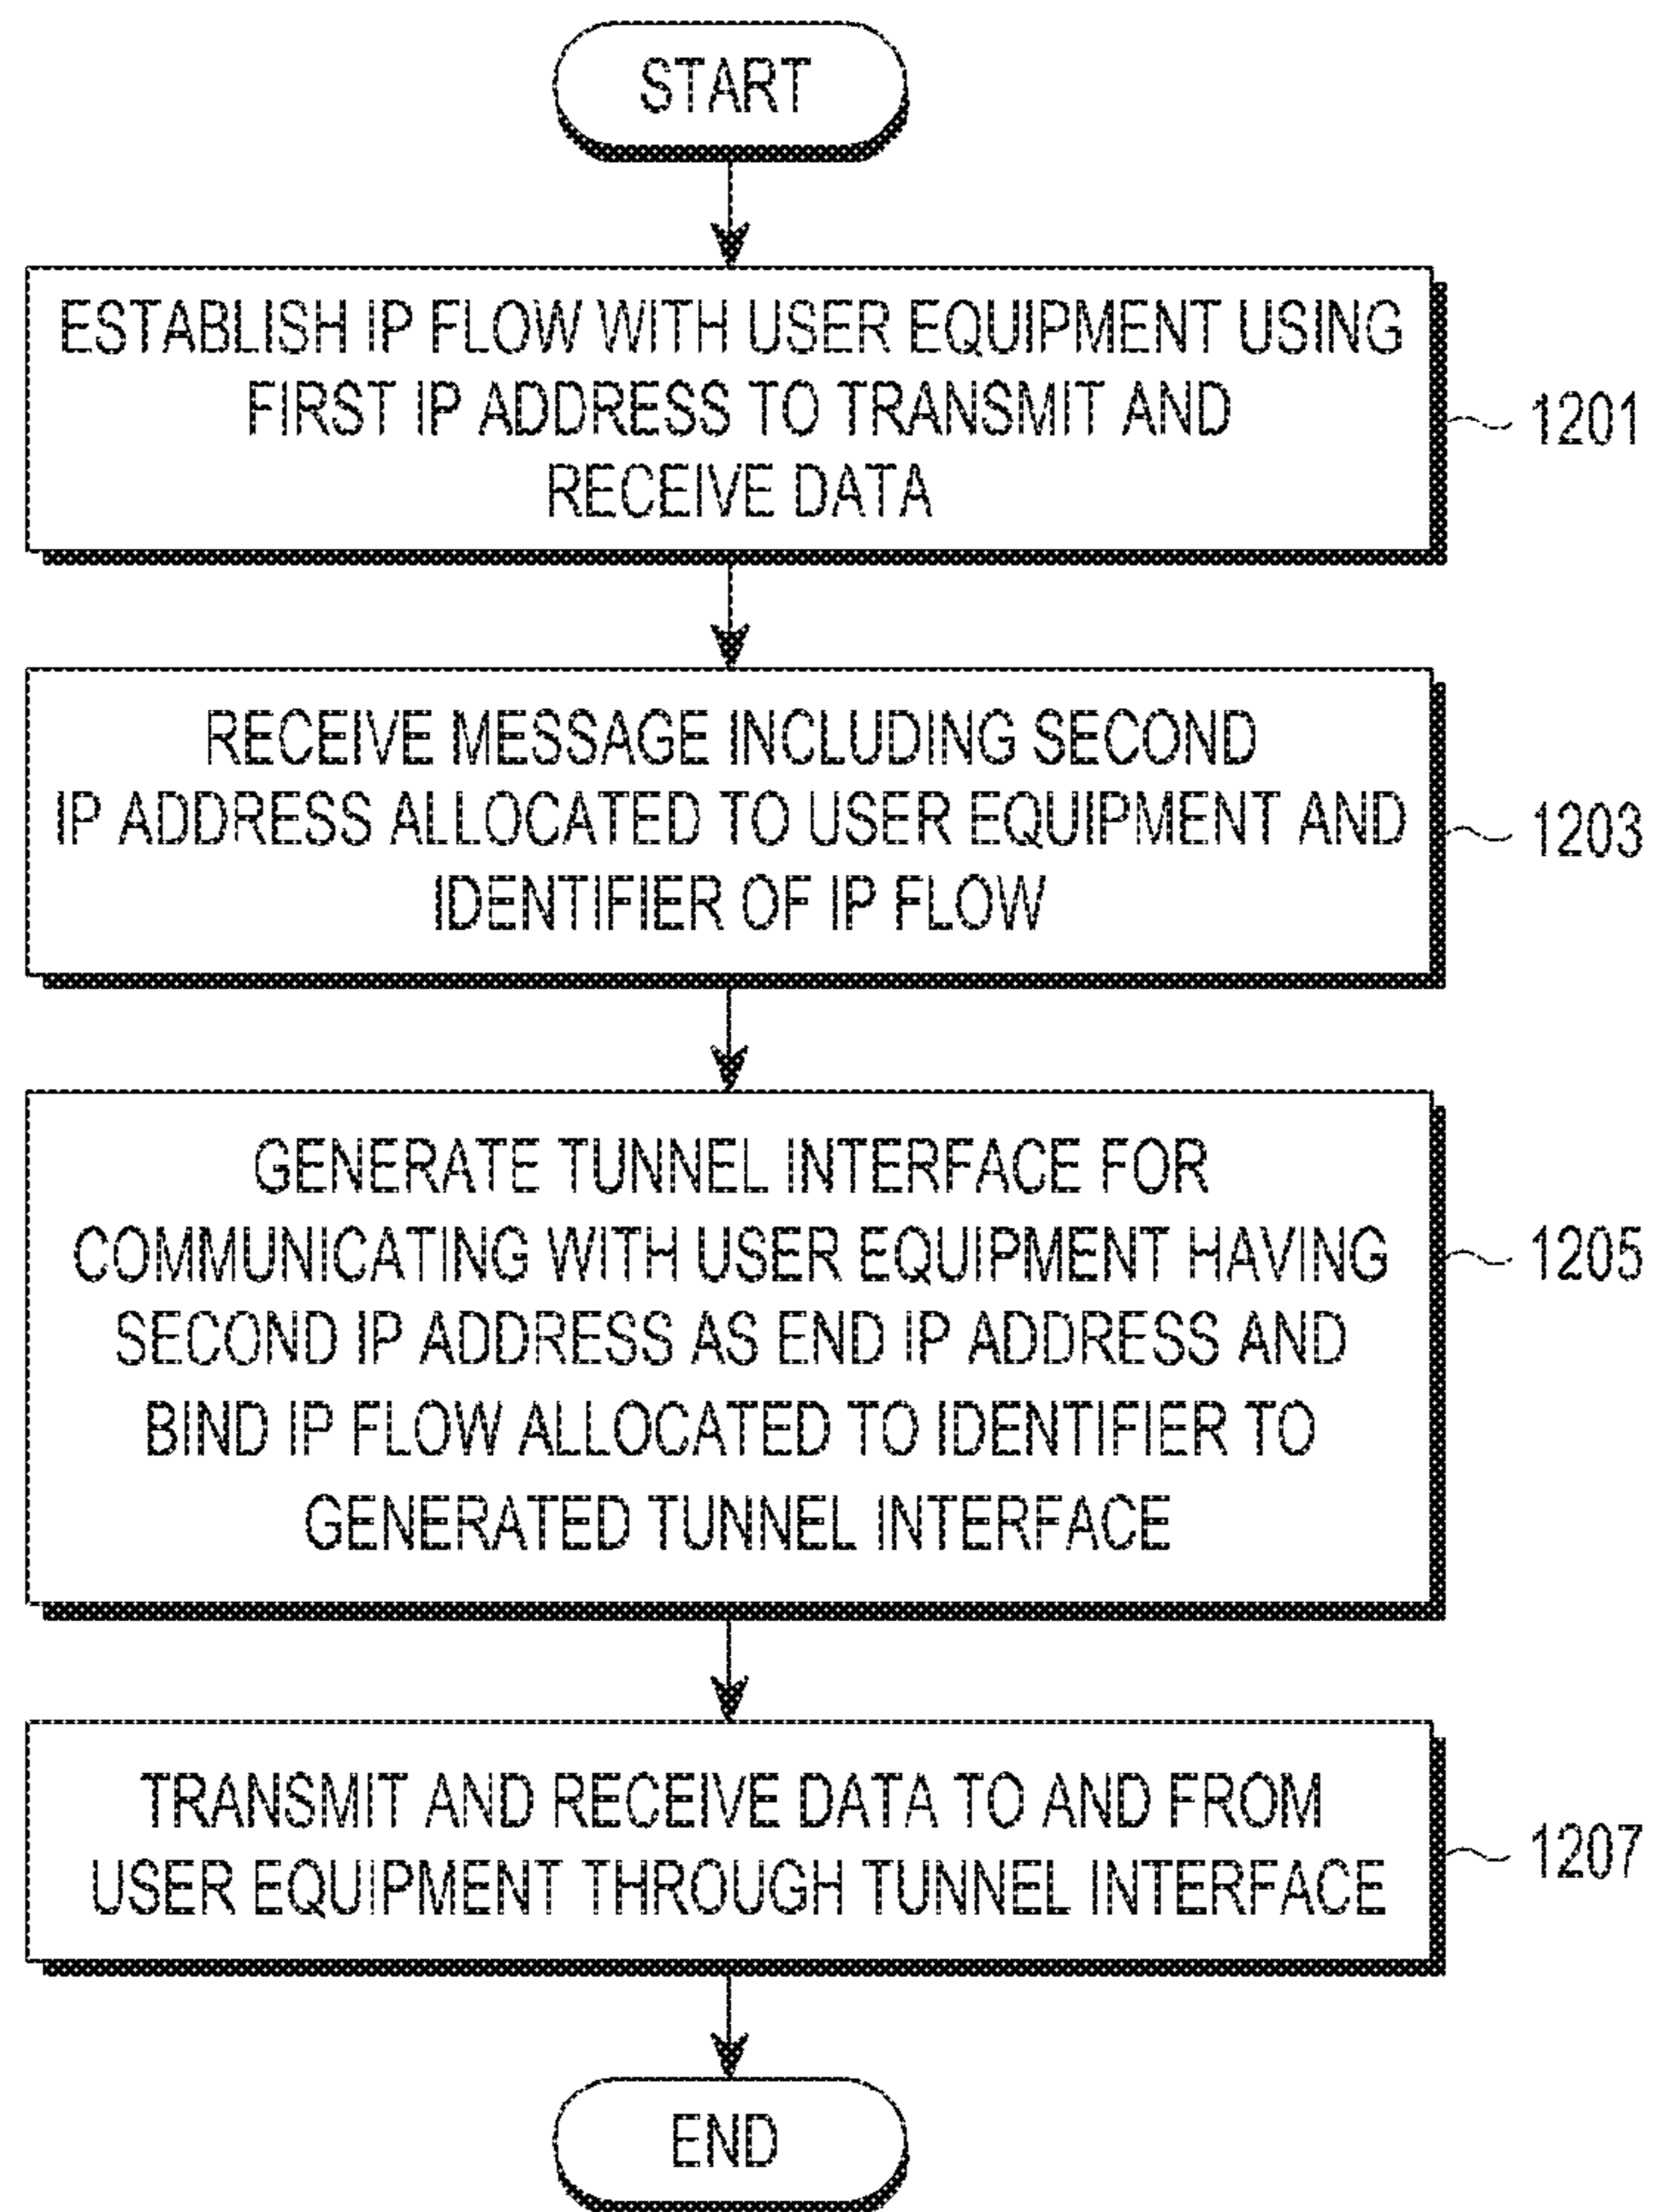 START
ESTABLISH IP FLOW WITH USER EQUIPMENT USING
FIRST IP ADDRESS TO TRANSMIT AND
RECEIVE DATA
1201
RECEIVE MESSAGE INCLUDING SECOND
IP ADDRESS ALLOCATED TO USER EQUIPMENT AND
IDENTIFIER OF IP FLOW
1203
GENERATE TUNNEL INTERFACE FOR
COMMUNICATING WITH USER EQUIPMENT HAVING
SECOND IP ADDRESS AS END IP ADDRESS AND
BIND IP FLOW ALLOCATED TO IDENTIFIER TO
GENERATED TUNNEL INTERFACE
1205
TRANSMIT AND RECEIVE DATA TO AND FROM
USER EQUIPMENT THROUGH TUNNEL INTERFACE
1207
END